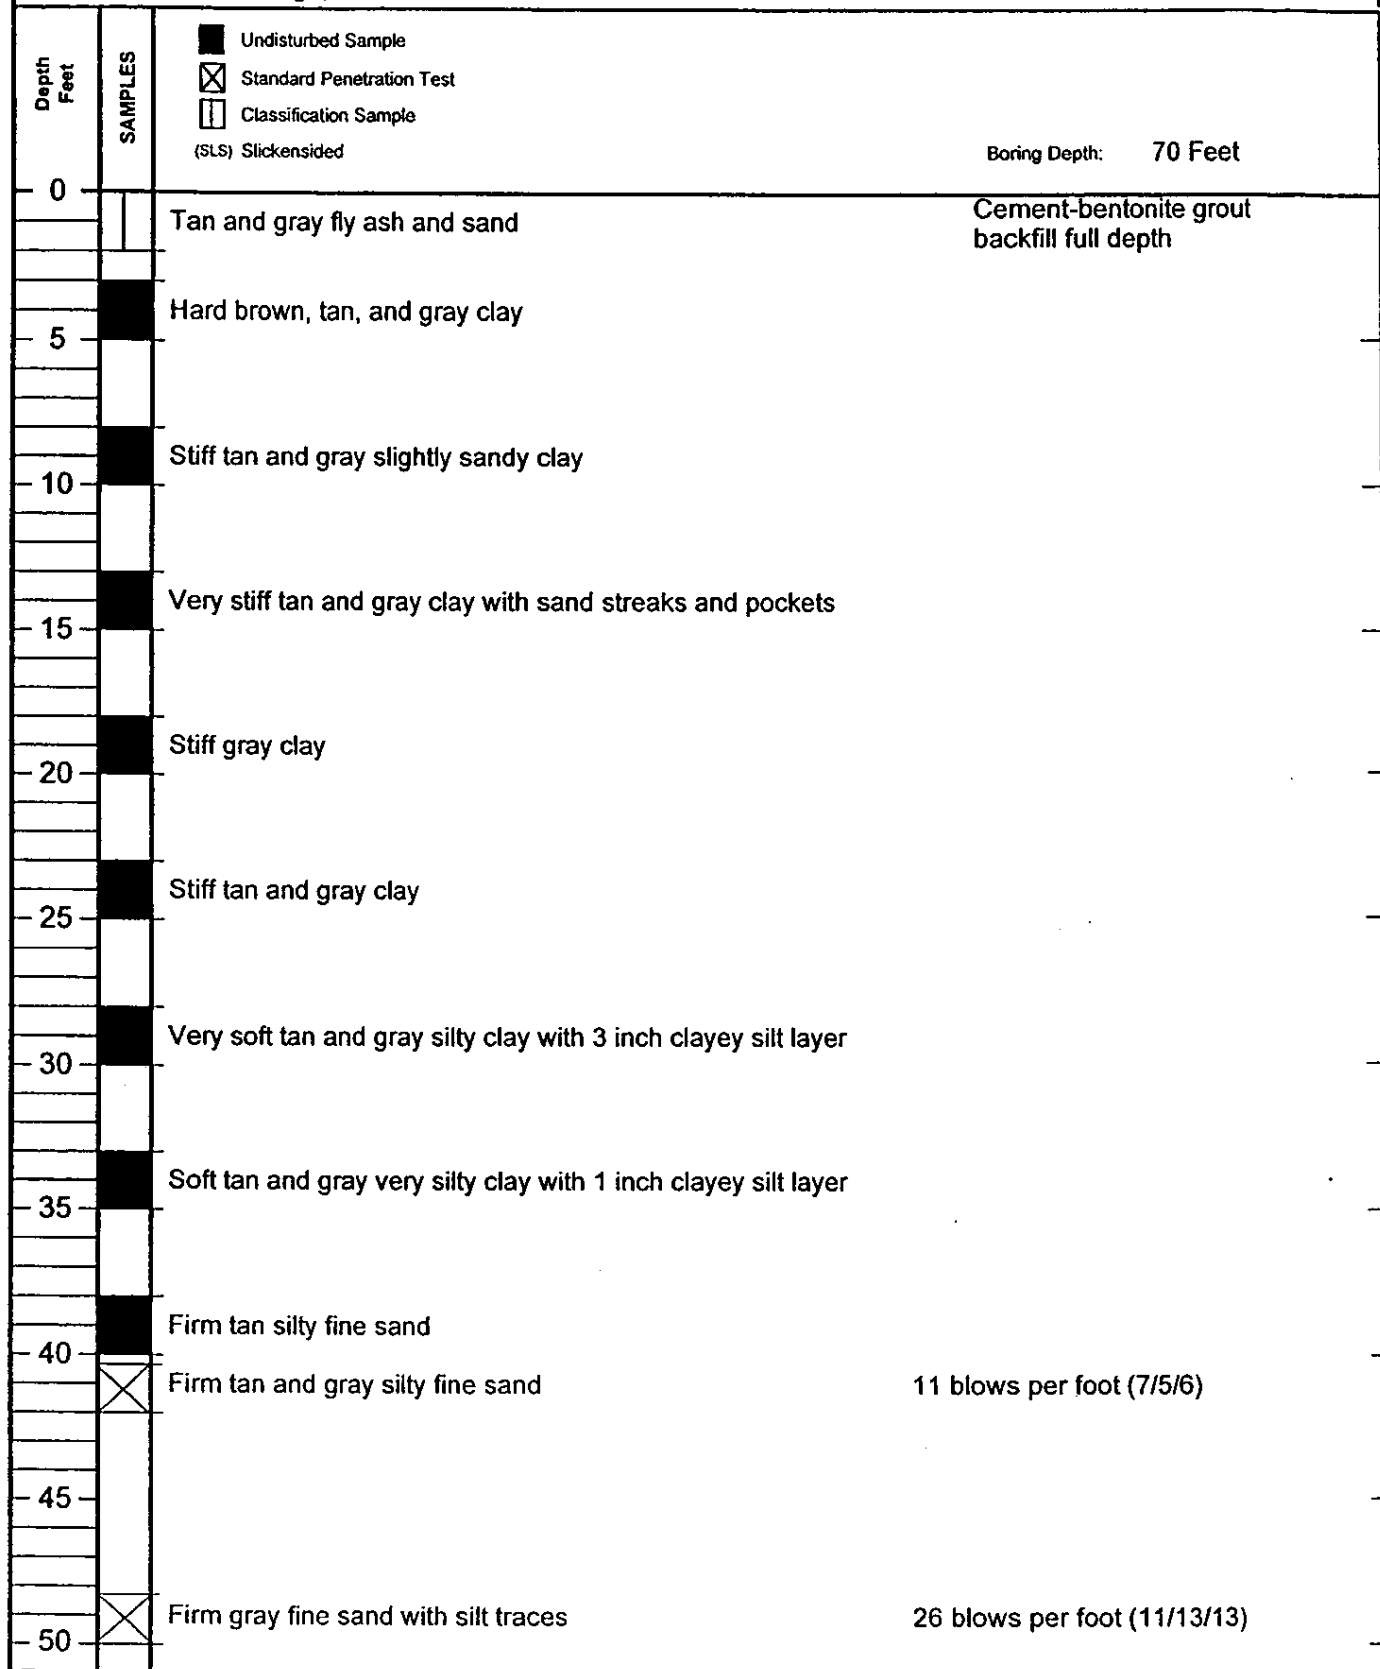 Depth
Feet
SAMPLES
Undisturbed Sample
Standard Penetration Test
Classification Sample
(SLS) Slickensided
Boring Depth: 70 Feet
0
Tan and gray fly ash and sand
Cement-bentonite grout
backfill full depth
Hard brown, tan, and gray clay
5
Stiff tan and gray slightly sandy clay
10
Very stiff tan and gray clay with sand streaks and pockets
15
Stiff gray clay
20
Stiff tan and gray clay
25
Very soft tan and gray silty clay with 3 inch clayey silt layer
30
Soft tan and gray very silty clay with 1 inch clayey silt layer
35
Firm tan silty fine sand
40
Firm tan and gray silty fine sand 11 blows per foot (7/5/6)
45
Firm gray fine sand with silt traces 26 blows per foot (11/13/13)
50